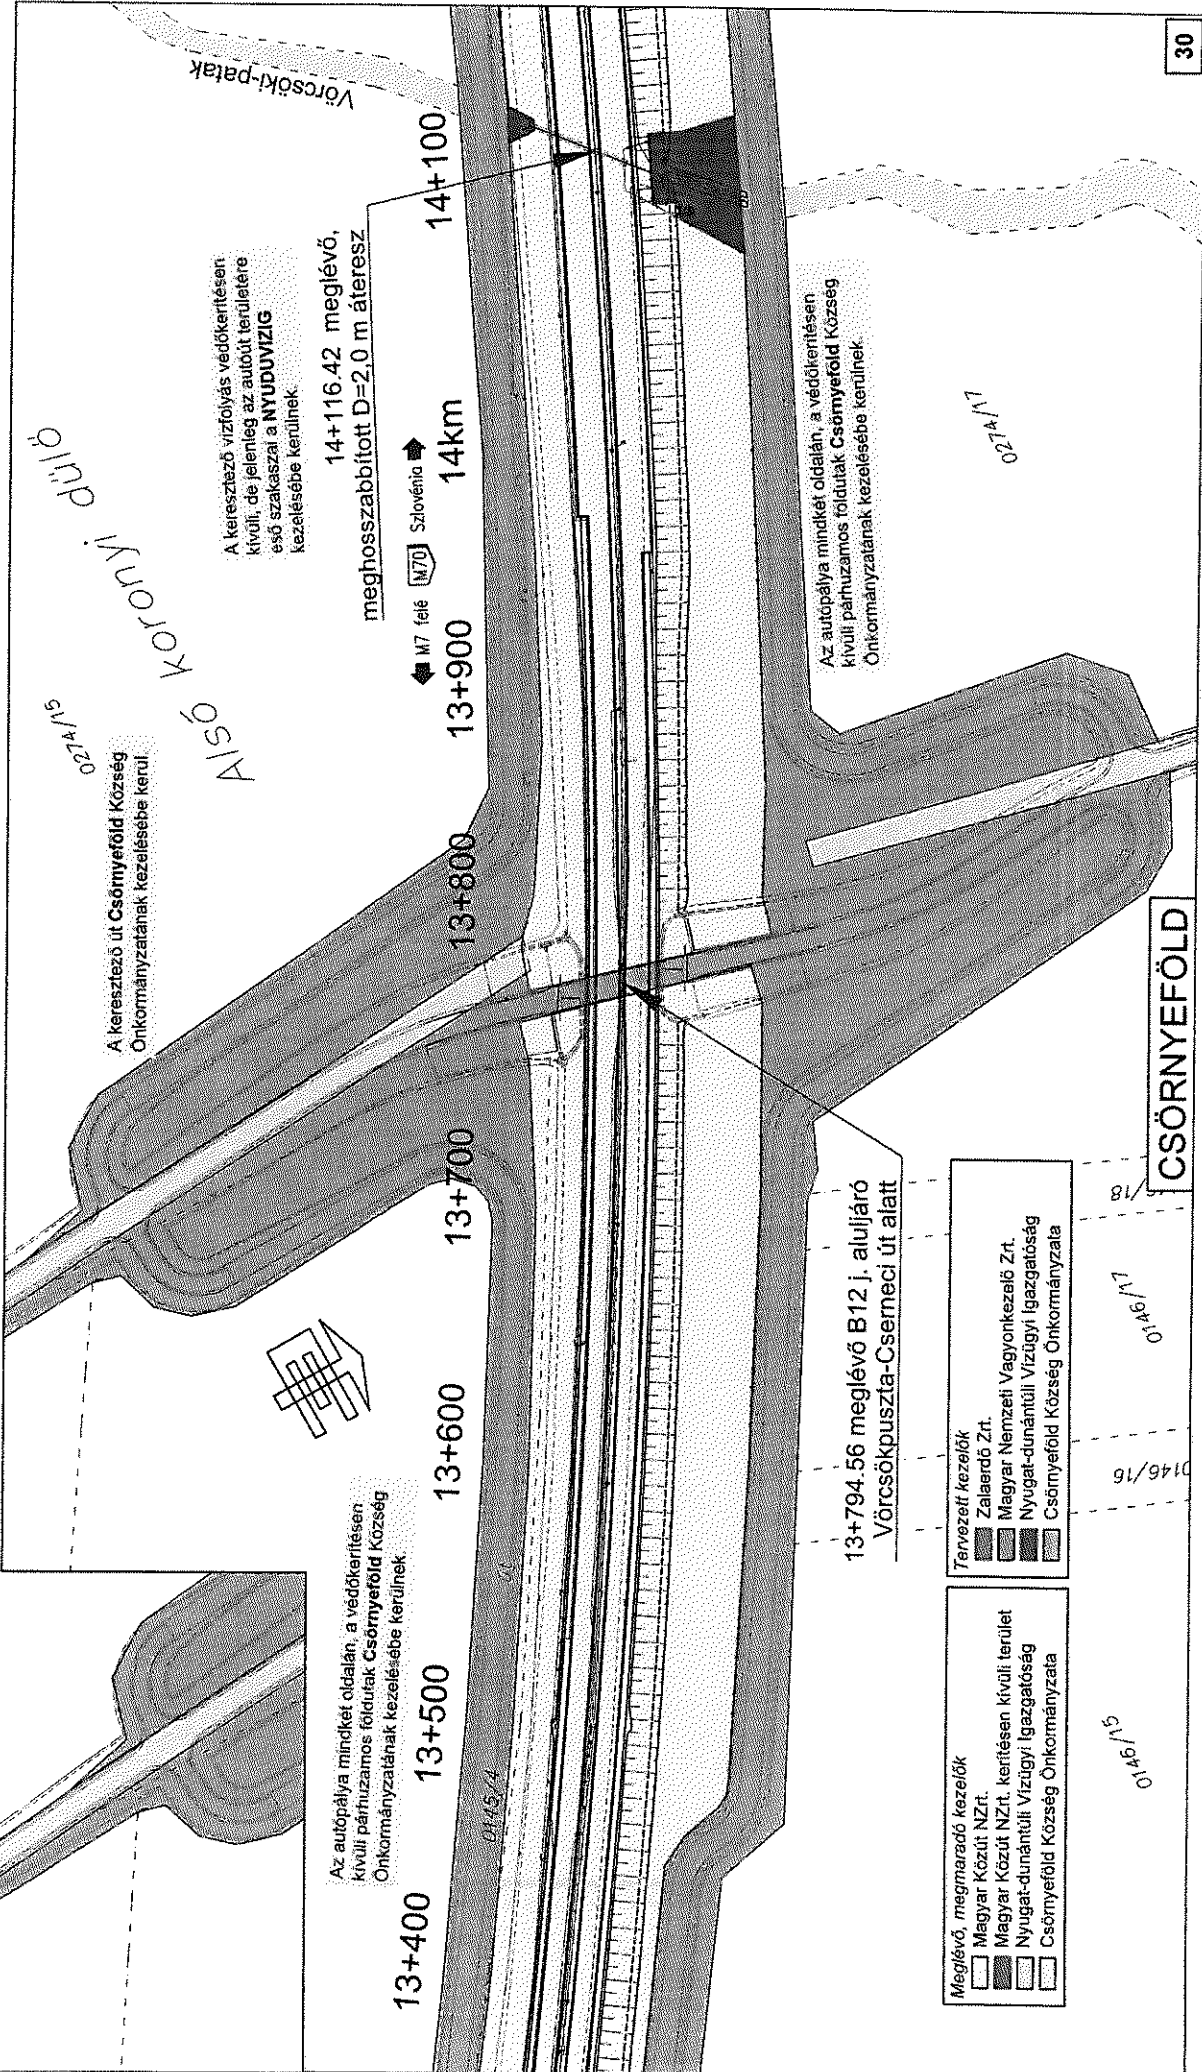 Vörcsöki-patak
0274/15
Alsó koronyi dűlő
A keresztező út Csörnyeföld Község
Önkormányzatának kezelésébe kerül.
A keresztező vízfolyás védőkerítésen
kívüli, de jelenleg az autóút területére
eső szakaszai a NYUDUVIZIG
kezelésébe kerülnek.
14+116.42 meglévő,
meghosszabbított D=2,0 m áteresz
M7 felé M70 Szlovénia
Az autópálya mindkét oldalán, a védőkerítésen
kívüli párhuzamos földutak Csörnyeföld Község
Önkormányzatának kezelésébe kerülnek.
13+400
13+500
13+600
13+700
13+800
13+900
14km
14+100
0145/4
út
Az autópálya mindkét oldalán, a védőkerítésen
kívüli párhuzamos földutak Csörnyeföld Község
Önkormányzatának kezelésébe kerülnek.
0274/17
13+794.56 meglévő B12 j. aluljáró
Vörcsökpuszta-Cserneci út alatt
Meglévő, megmaradó kezelők
Magyar Közút NZrt.
Magyar Közút NZrt. kerítésen kívüli terület
Nyugat-dunántúli Vízügyi Igazgatóság
Csörnyeföld Község Önkormányzata
Tervezett kezelők
Zalaerdő Zrt.
Magyar Nemzeti Vagyonkezelő Zrt.
Nyugat-dunántúli Vízügyi Igazgatóság
Csörnyeföld Község Önkormányzata
0146/15
0146/16
0146/17
/18
CSÖRNYEFÖLD
30